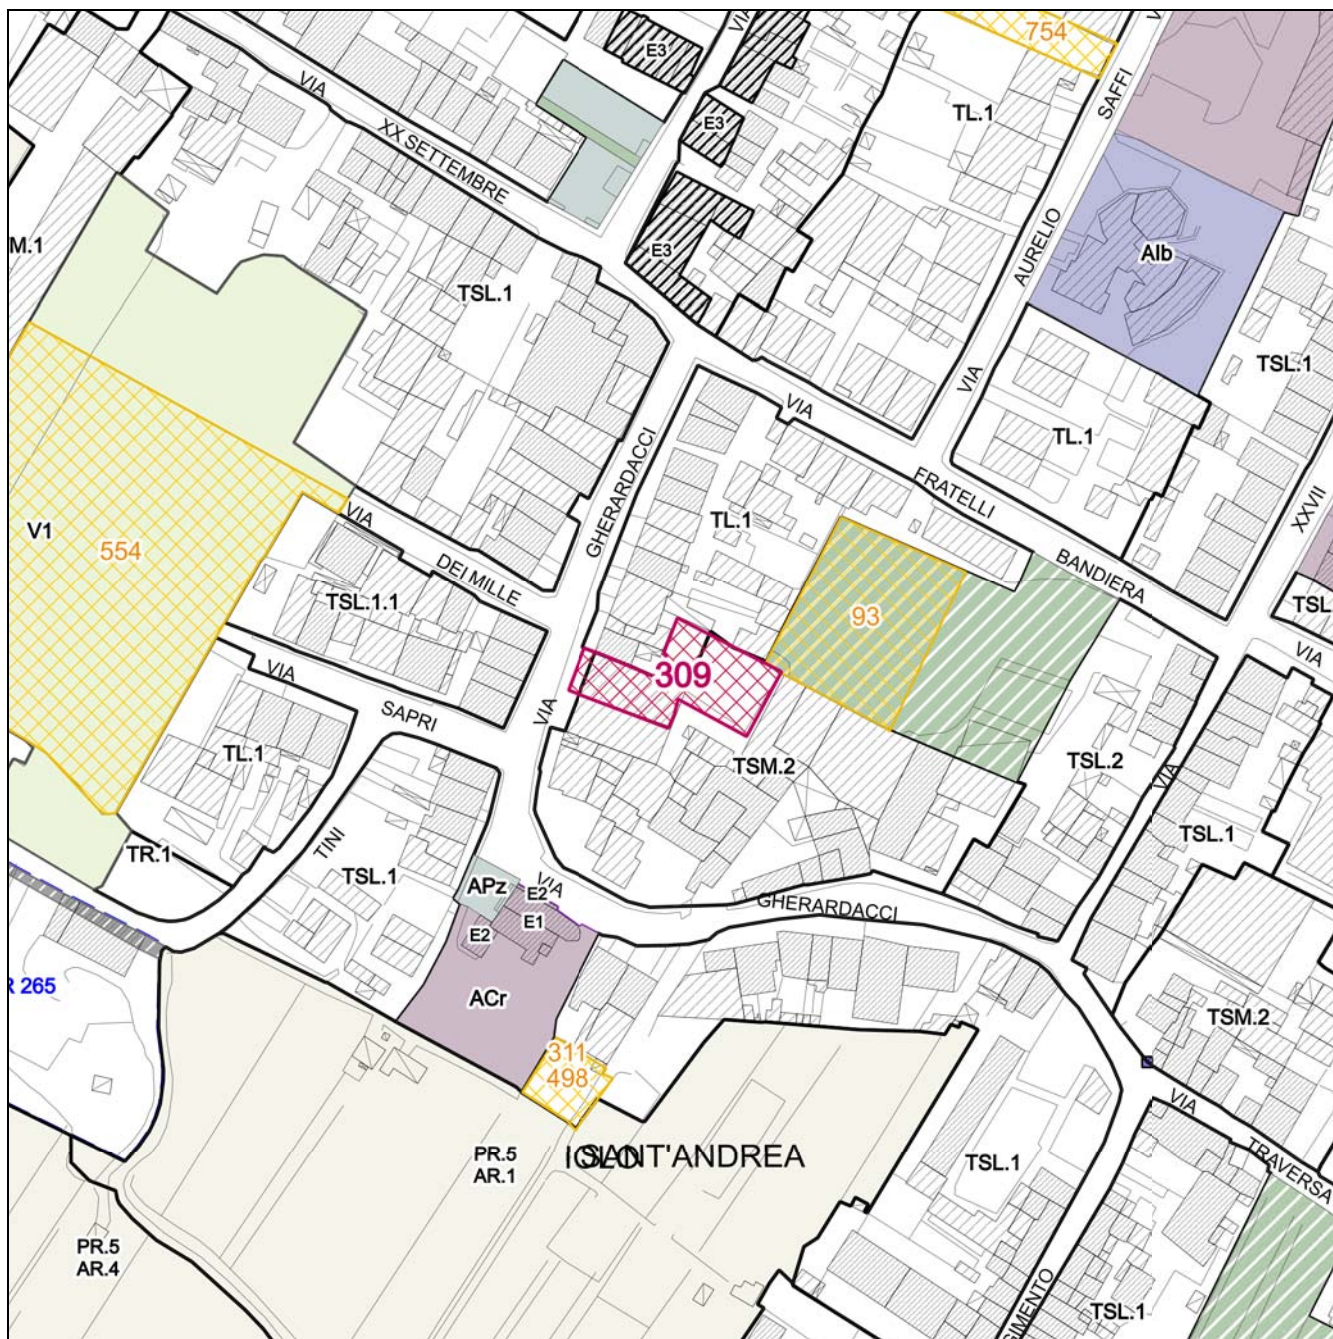 VIA
754
E3
E3
VIA
XX SETTEMBRE
TL.1
SAFFI
M.1
TSL.1
E3
AURELIO
Alb
TSL.1
VIA
VIA
TL.1
GHERARDACCI
FRATELLI
XXVII
V1
554
VIA
TL.1
BANDIERA
DEI MILLE
TSL.1.1
93
TSL
VIA
VIA
309
SAPRI
VIA
TL.1
TSM.2
TSL.2
VIA
TSL.1
TINI
TR.1
TSL.1
APz
VIA
E2
E1
E2
GHERARDACCI
R 265
ACr
TSM.2
311
498
VIA
PR.5
AR.1
SANT'ANDREA
TSL.1
TRAVERSA
PR.5
AR.4
TSL.1
GIMENTO